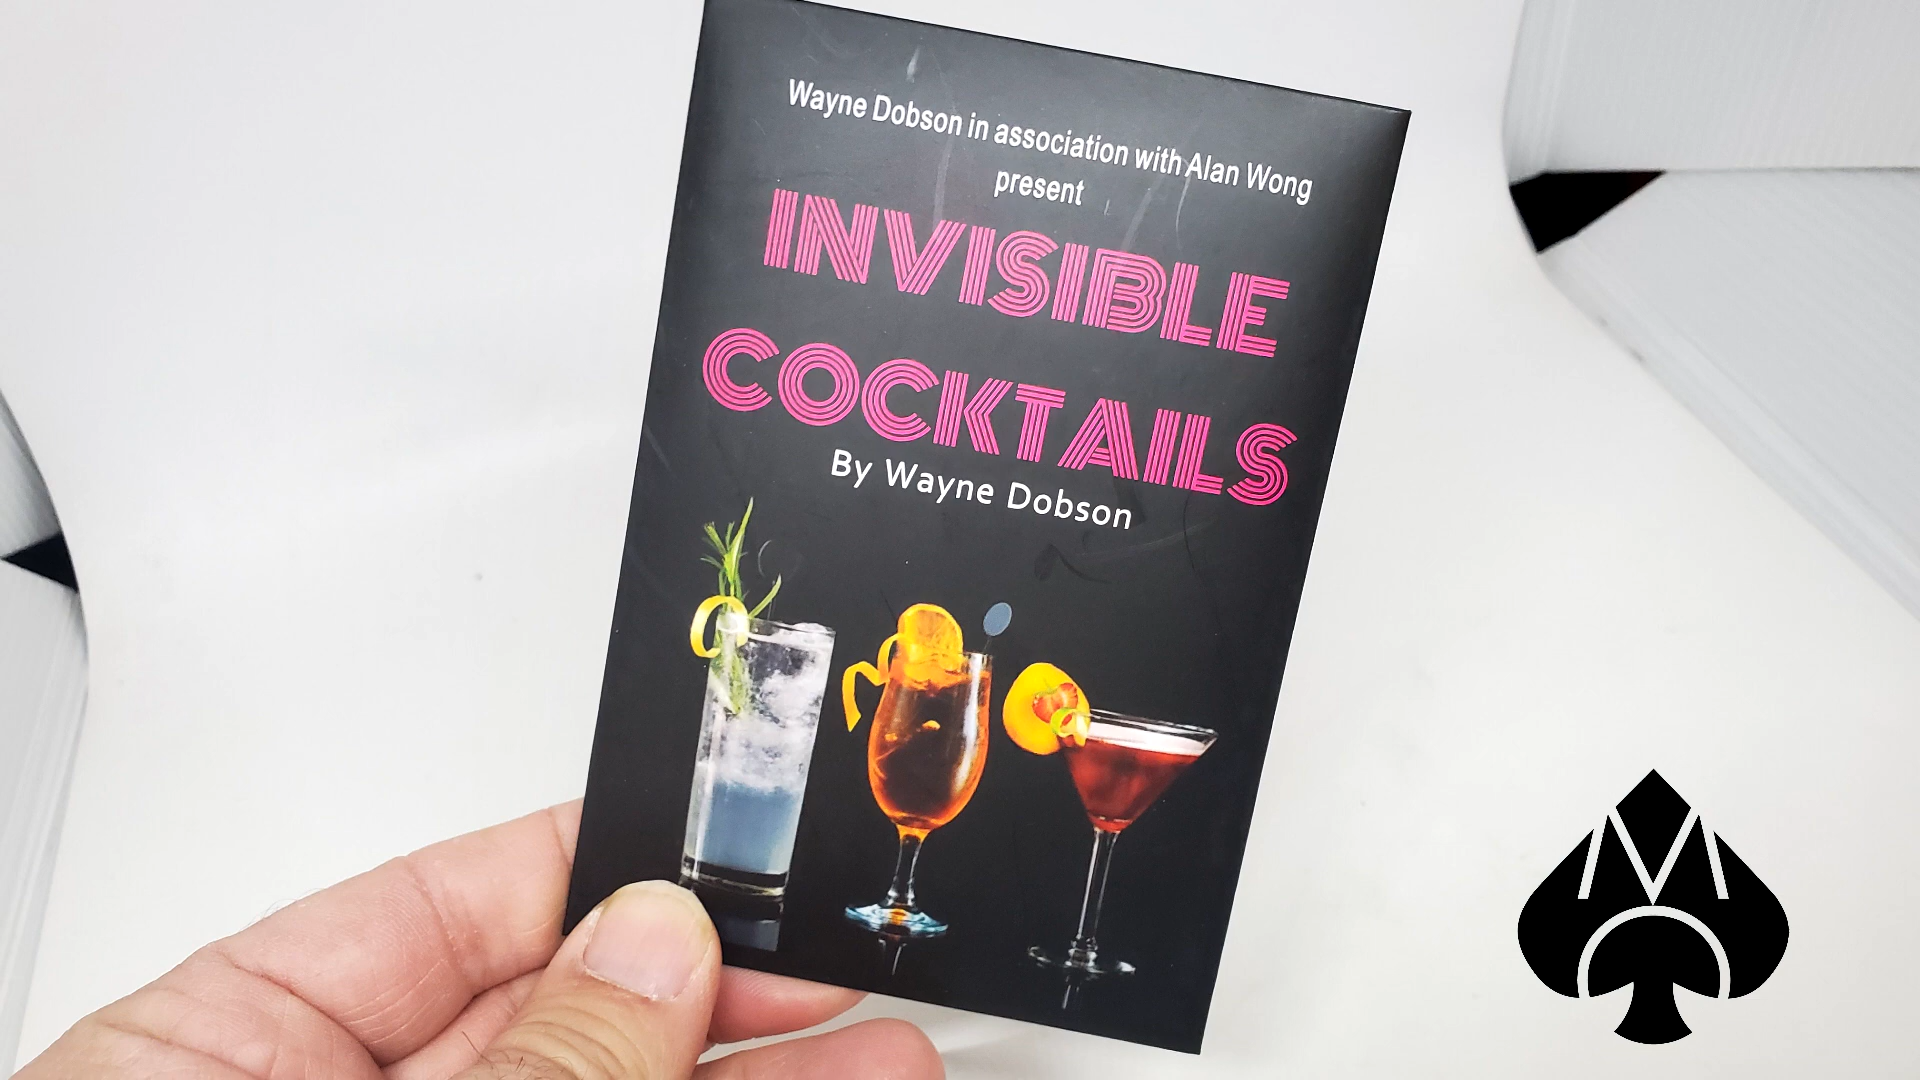 Wayne Dobson in association with Alan Wong
present
INVISIBLE
COCKTAILS
By Wayne Dobson